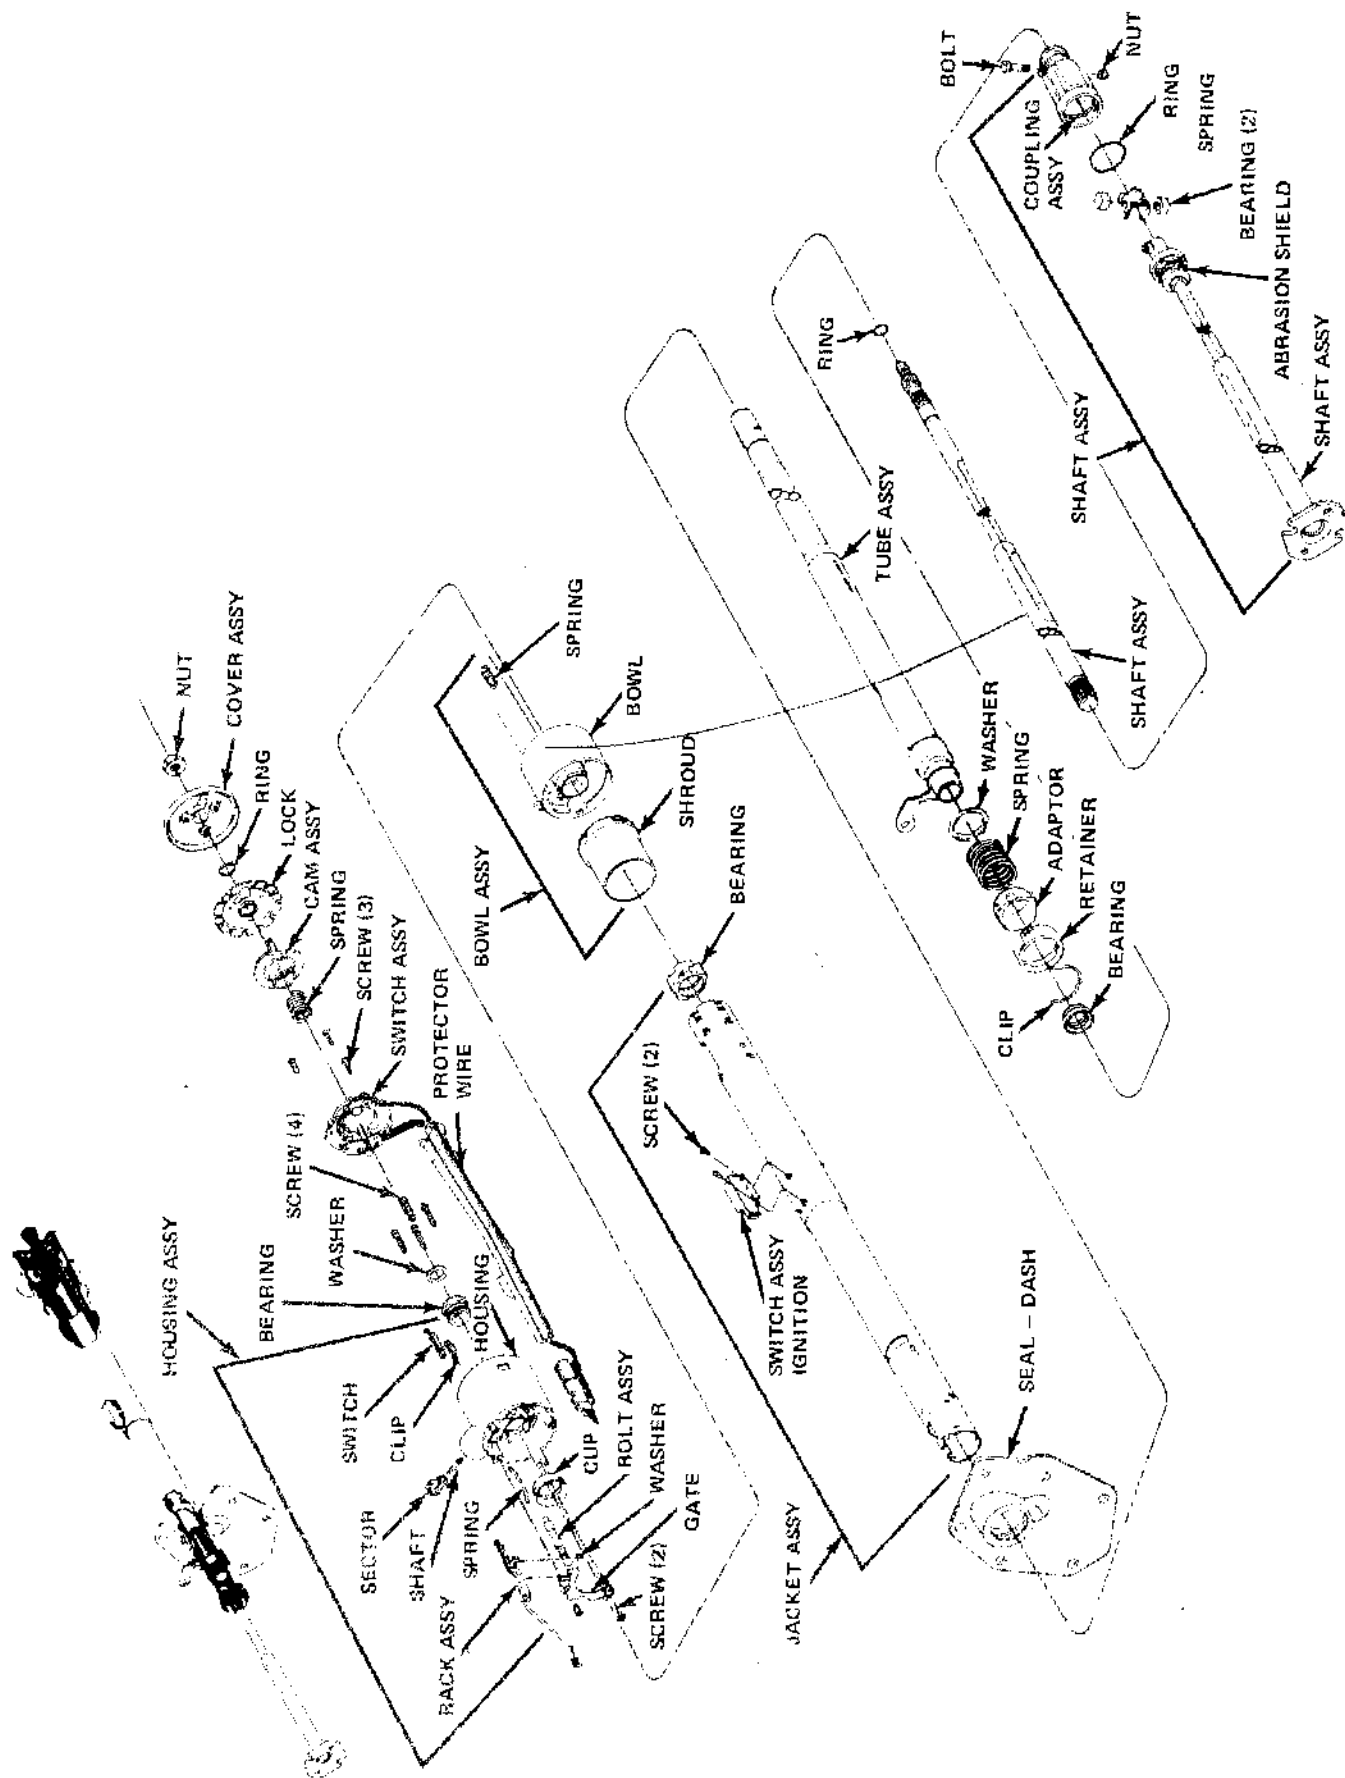 HOUSING ASSY
BEARING
WASHER
SCREW (4)
NUT
COVER ASSY
RING
LOCK
CAM ASSY
SPRING
SCREW (3)
SWITCH ASSY
PROTECTOR
WIRE
SWITCH
CLIP
HOUSING
SECTOR
SHAFT
SPRING
RACK ASSY
CUP
BOLT ASSY
WASHER
GATE
SCREW (2)
SPRING
BOWL
SHROUD
BOWL ASSY
BEARING
SCREW (2)
SWITCH ASSY
IGNITION
JACKET ASSY
SEAL - DASH
TUBE ASSY
WASHER
SPRING
ADAPTOR
RETAINER
BEARING
CLIP
RING
SHAFT ASSY
SHAFT ASSY
BOLT
NUT
COUPLING
ASSY
RING
SPRING
BEARING (2)
ABRASION SHIELD
SHAFT ASSY